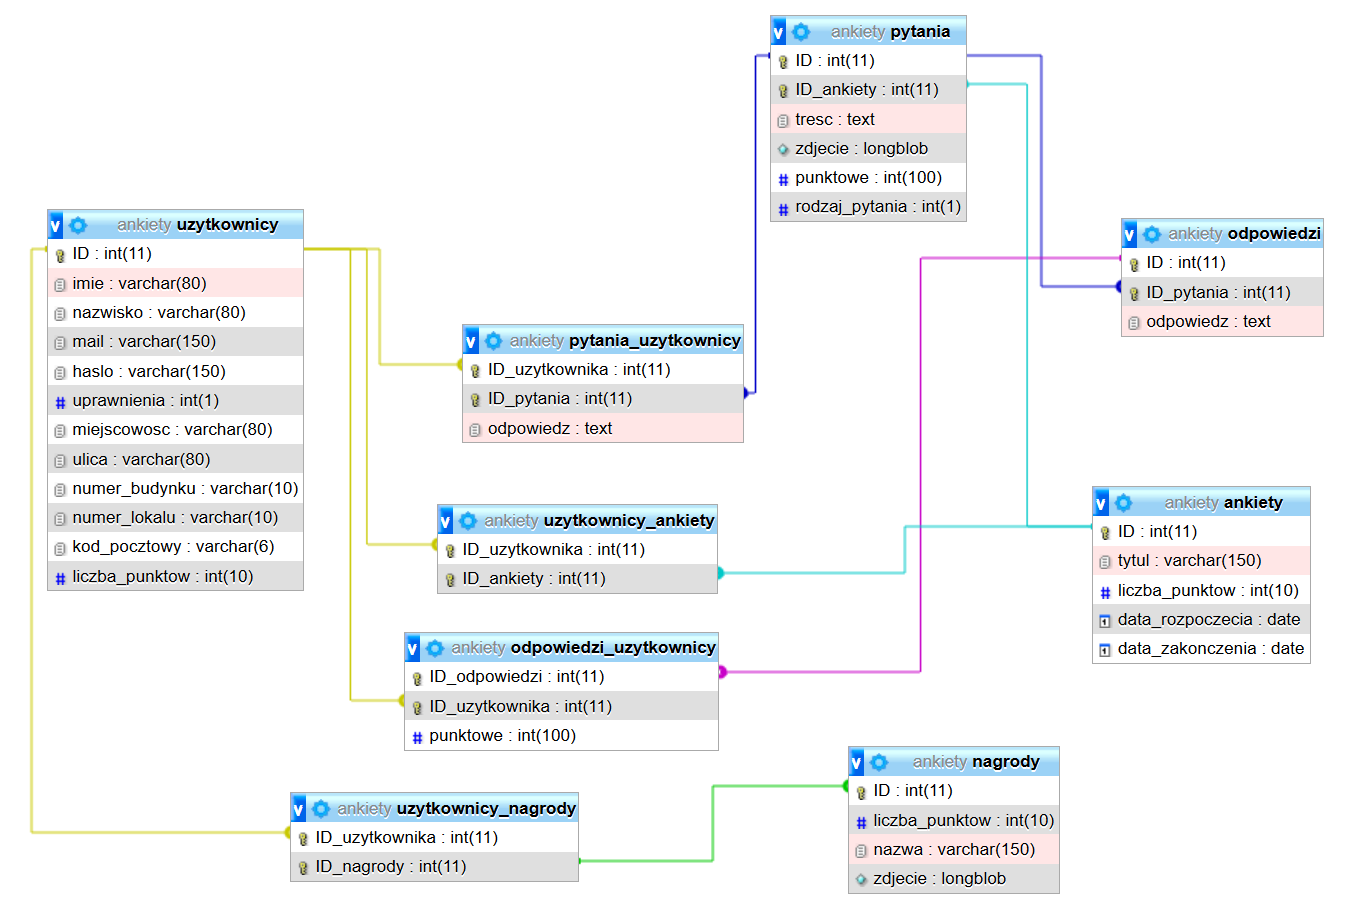 ankiety pytania
ID : int(11)
ID_ankiety : int(11)
tresc : text
zdjecie : longblob
punktowe : int(100)
rodzaj_pytania : int(1)
ankiety uzytkownicy
ID : int(11)
imie : varchar(80)
nazwisko : varchar(80)
mail : varchar(150)
haslo : varchar(150)
uprawnienia : int(1)
miejscowosc : varchar(80)
ulica : varchar(80)
numer_budynku : varchar(10)
numer_lokalu : varchar(10)
kod_pocztowy : varchar(6)
liczba_punktow : int(10)
ankiety odpowiedzi
ID : int(11)
ID_pytania : int(11)
odpowiedz : text
ankiety pytania_uzytkownicy
ID_uzytkownika : int(11)
ID_pytania : int(11)
odpowiedz : text
ankiety uzytkownicy_ankiety
ID_uzytkownika : int(11)
ID_ankiety : int(11)
ankiety ankiety
ID : int(11)
tytul : varchar(150)
liczba_punktow : int(10)
data_rozpoczecia : date
data_zakonczenia : date
ankiety odpowiedzi_uzytkownicy
ID_odpowiedzi : int(11)
ID_uzytkownika : int(11)
punktowe : int(100)
ankiety nagrody
ID : int(11)
liczba_punktow : int(10)
nazwa : varchar(150)
zdjecie : longblob
ankiety uzytkownicy_nagrody
ID_uzytkownika : int(11)
ID_nagrody : int(11)